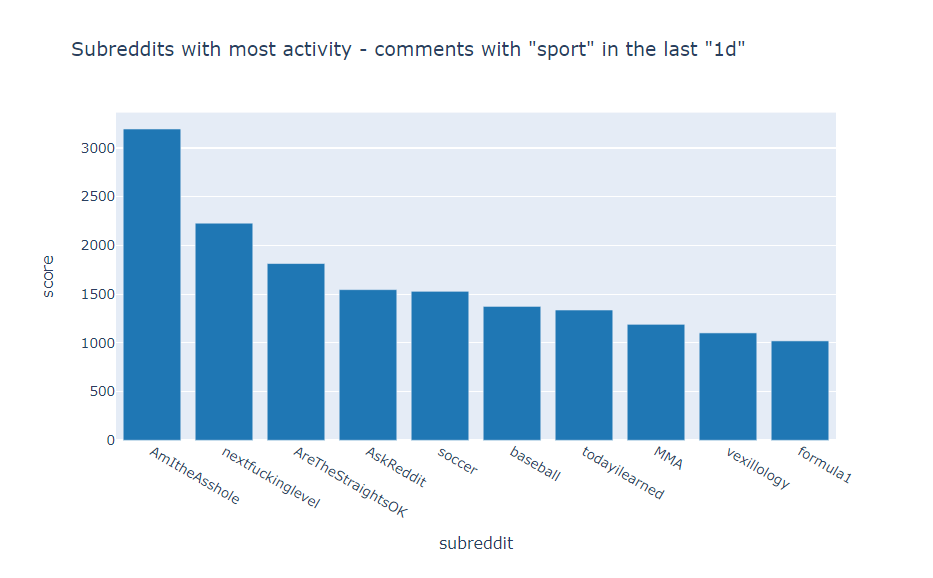 Subreddits with most activity - comments with "sport" in the last "1d"
score
3000
2500
2000
1500
1000
500
0
AmItheAsshole
nextfuckinglevel
AreTheStraightsOK
AskReddit
soccer
baseball
todayilearned
MMA
vexillology
formula1
subreddit